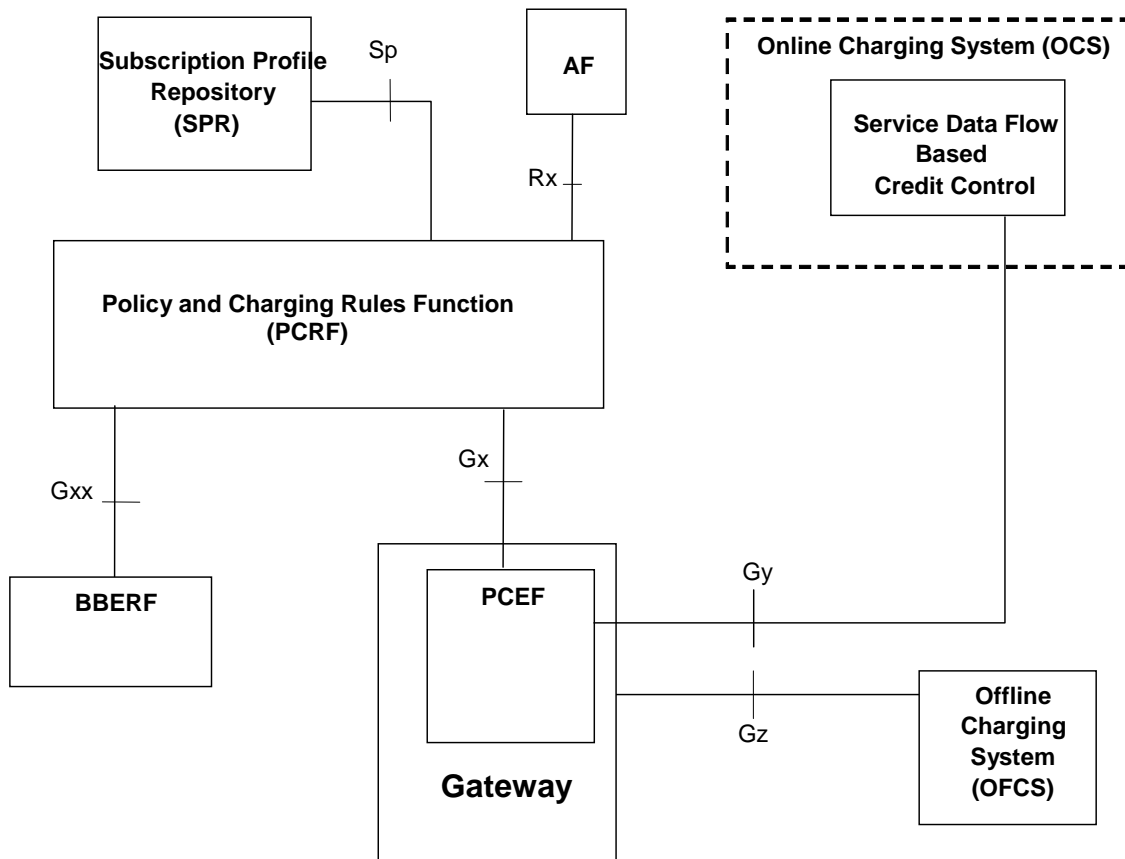 Subscription Profile
Repository
(SPR)
Sp
AF
Rx
Online Charging System (OCS)
Service Data Flow
Based
Credit Control
Policy and Charging Rules Function
(PCRF)
Gxx
Gx
BBERF
PCEF
Gy
Gz
Offline
Charging
System
(OFCS)
Gateway